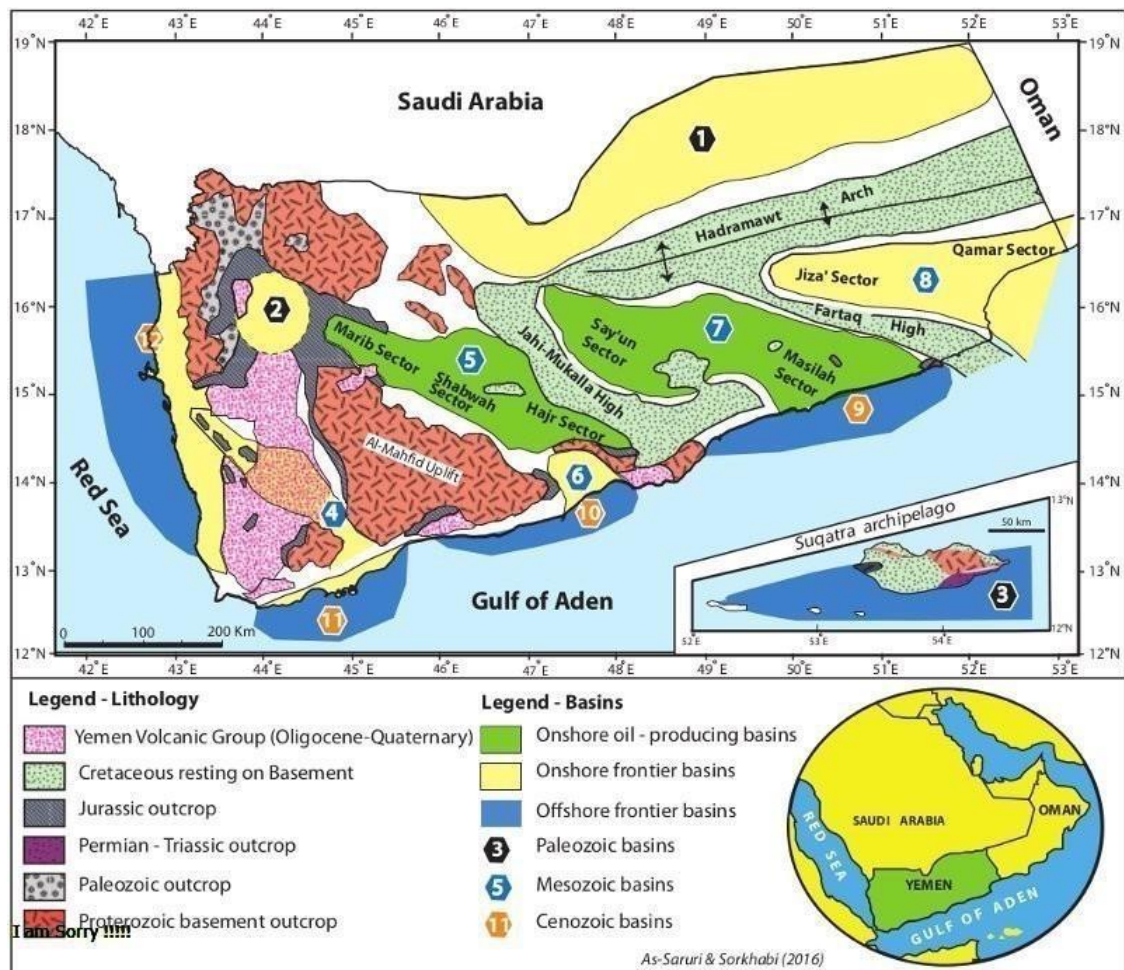 42°E 43°E 44°E 45°E 46°E 47°E 48°E 49°E 50°E 51°E 52°E 53°E
19°N 19°N
Saudi Arabia
Oman
18°N 18°N
1
17°N 17°N
Hadramawt Arch
Qamar Sector
Jiza' Sector
8
16°N 16°N
2
12
Marib Sector
5
Shabwah Sector
Hajr Sector
Jahi-Mukalla High
Say'un Sector
7
Masilah Sector
Fartaq High
15°N 15°N
9
Al-Mahfid Uplift
14°N 14°N
6
10
4
Red Sea
13°N 13°N
Gulf of Aden
11
0 100 200 Km
12°N 12°N
Suqatra archipelago
13°N
50 km
3
12°N
52 E 53°E 54°E
42°E 43°E 44°E 45°E 46°E 47°E 48°E 49°E 50°E 51°E 52°E 53°E
Legend - Lithology
Yemen Volcanic Group (Oligocene-Quaternary)
Cretaceous resting on Basement
Jurassic outcrop
Permian - Triassic outcrop
Paleozoic outcrop
Proterozoic basement outcrop
I am Sorry !!!!!
Legend - Basins
Onshore oil - producing basins
Onshore frontier basins
Offshore frontier basins
3 Paleozoic basins
5 Mesozoic basins
11 Cenozoic basins
As-Saruri & Sorkhabi (2016)
SAUDI ARABIA
OMAN
RED SEA
YEMEN
GULF OF ADEN